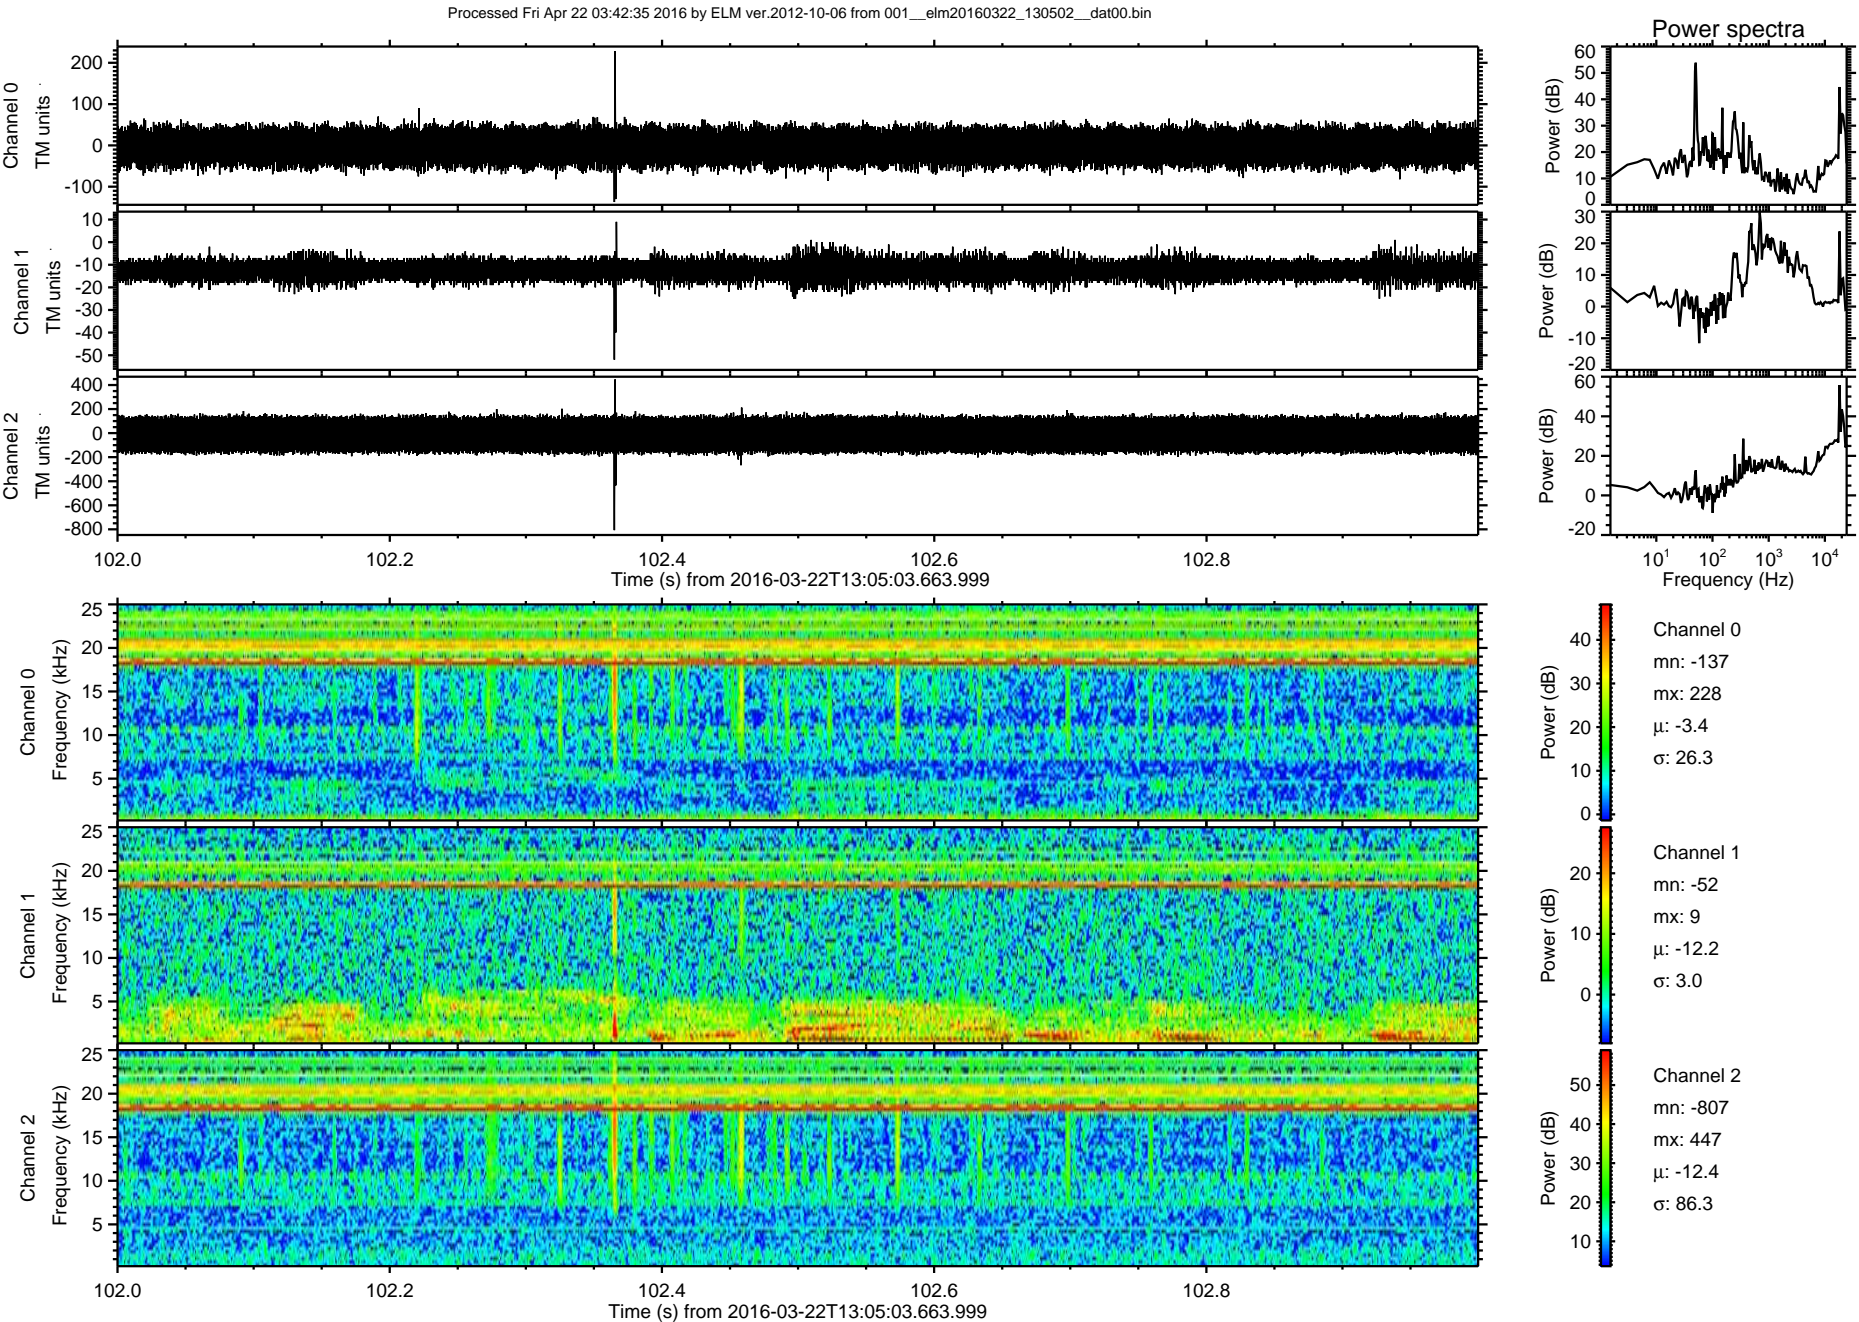 Processed Fri Apr 22 03:42:35 2016 by ELM ver.2012-10-06 from 001__elm20160322_130502__dat00.bin
Power spectra
Channel 0
TM units
200
100
0
-100
Power (dB)
60
50
40
30
20
10
0
Channel 1
TM units
10
0
-10
-20
-30
-40
-50
Power (dB)
30
20
10
0
-10
-20
Channel 2
TM units
400
200
0
-200
-400
-600
-800
Power (dB)
60
40
20
0
-20
102.0
102.2
102.4
102.6
102.8
Time (s) from 2016-03-22T13:05:03.663.999
10^1
10^2
10^3
10^4
Frequency (Hz)
Channel 0
Frequency (kHz)
25
20
15
10
5
Power (dB)
40
30
20
10
0
Channel 0
mn: -137
mx: 228
μ: -3.4
σ: 26.3
Channel 1
Frequency (kHz)
25
20
15
10
5
Power (dB)
20
10
0
Channel 1
mn: -52
mx: 9
μ: -12.2
σ: 3.0
Channel 2
Frequency (kHz)
25
20
15
10
5
Power (dB)
50
40
30
20
10
Channel 2
mn: -807
mx: 447
μ: -12.4
σ: 86.3
102.0
102.2
102.4
102.6
102.8
Time (s) from 2016-03-22T13:05:03.663.999